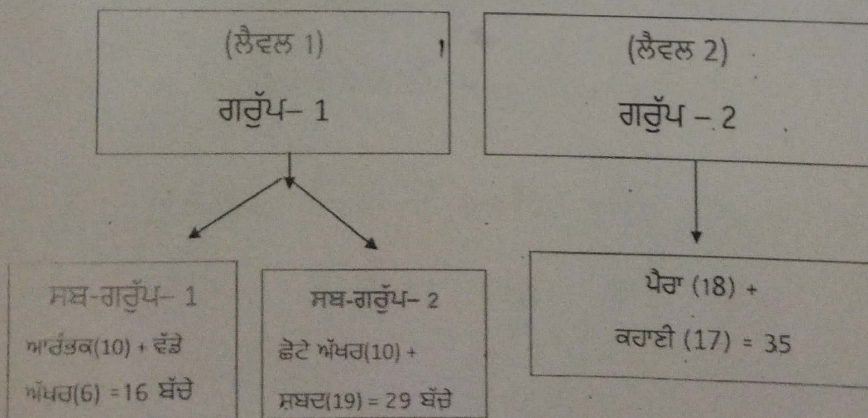 (ਲੈਵਲ 1)
ਗਰੁੱਪ- 1
(ਲੈਵਲ 2)
ਗਰੁੱਪ - 2
ਸਬ-ਗਰੁੱਪ- 1
ਆਰੰਭਕ(10) + ਵੱਡੇ
ਅੱਖਰ(6) =16 ਬੱਚੇ
ਸਬ-ਗਰੁੱਪ- 2
ਛੋਟੇ ਅੱਖਰ(10) +
ਸ਼ਬਦ(19) = 29 ਬੱਚੇ
ਪੈਰਾ (18) +
ਕਹਾਣੀ (17) = 35